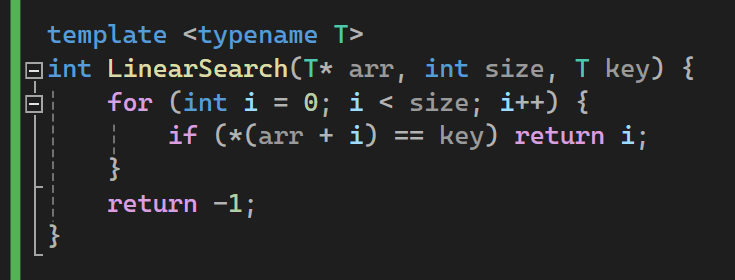 template <typename T>
int LinearSearch(T* arr, int size, T key) {
    for (int i = 0; i < size; i++) {
        if (*(arr + i) == key) return i;
    }
    return -1;
}